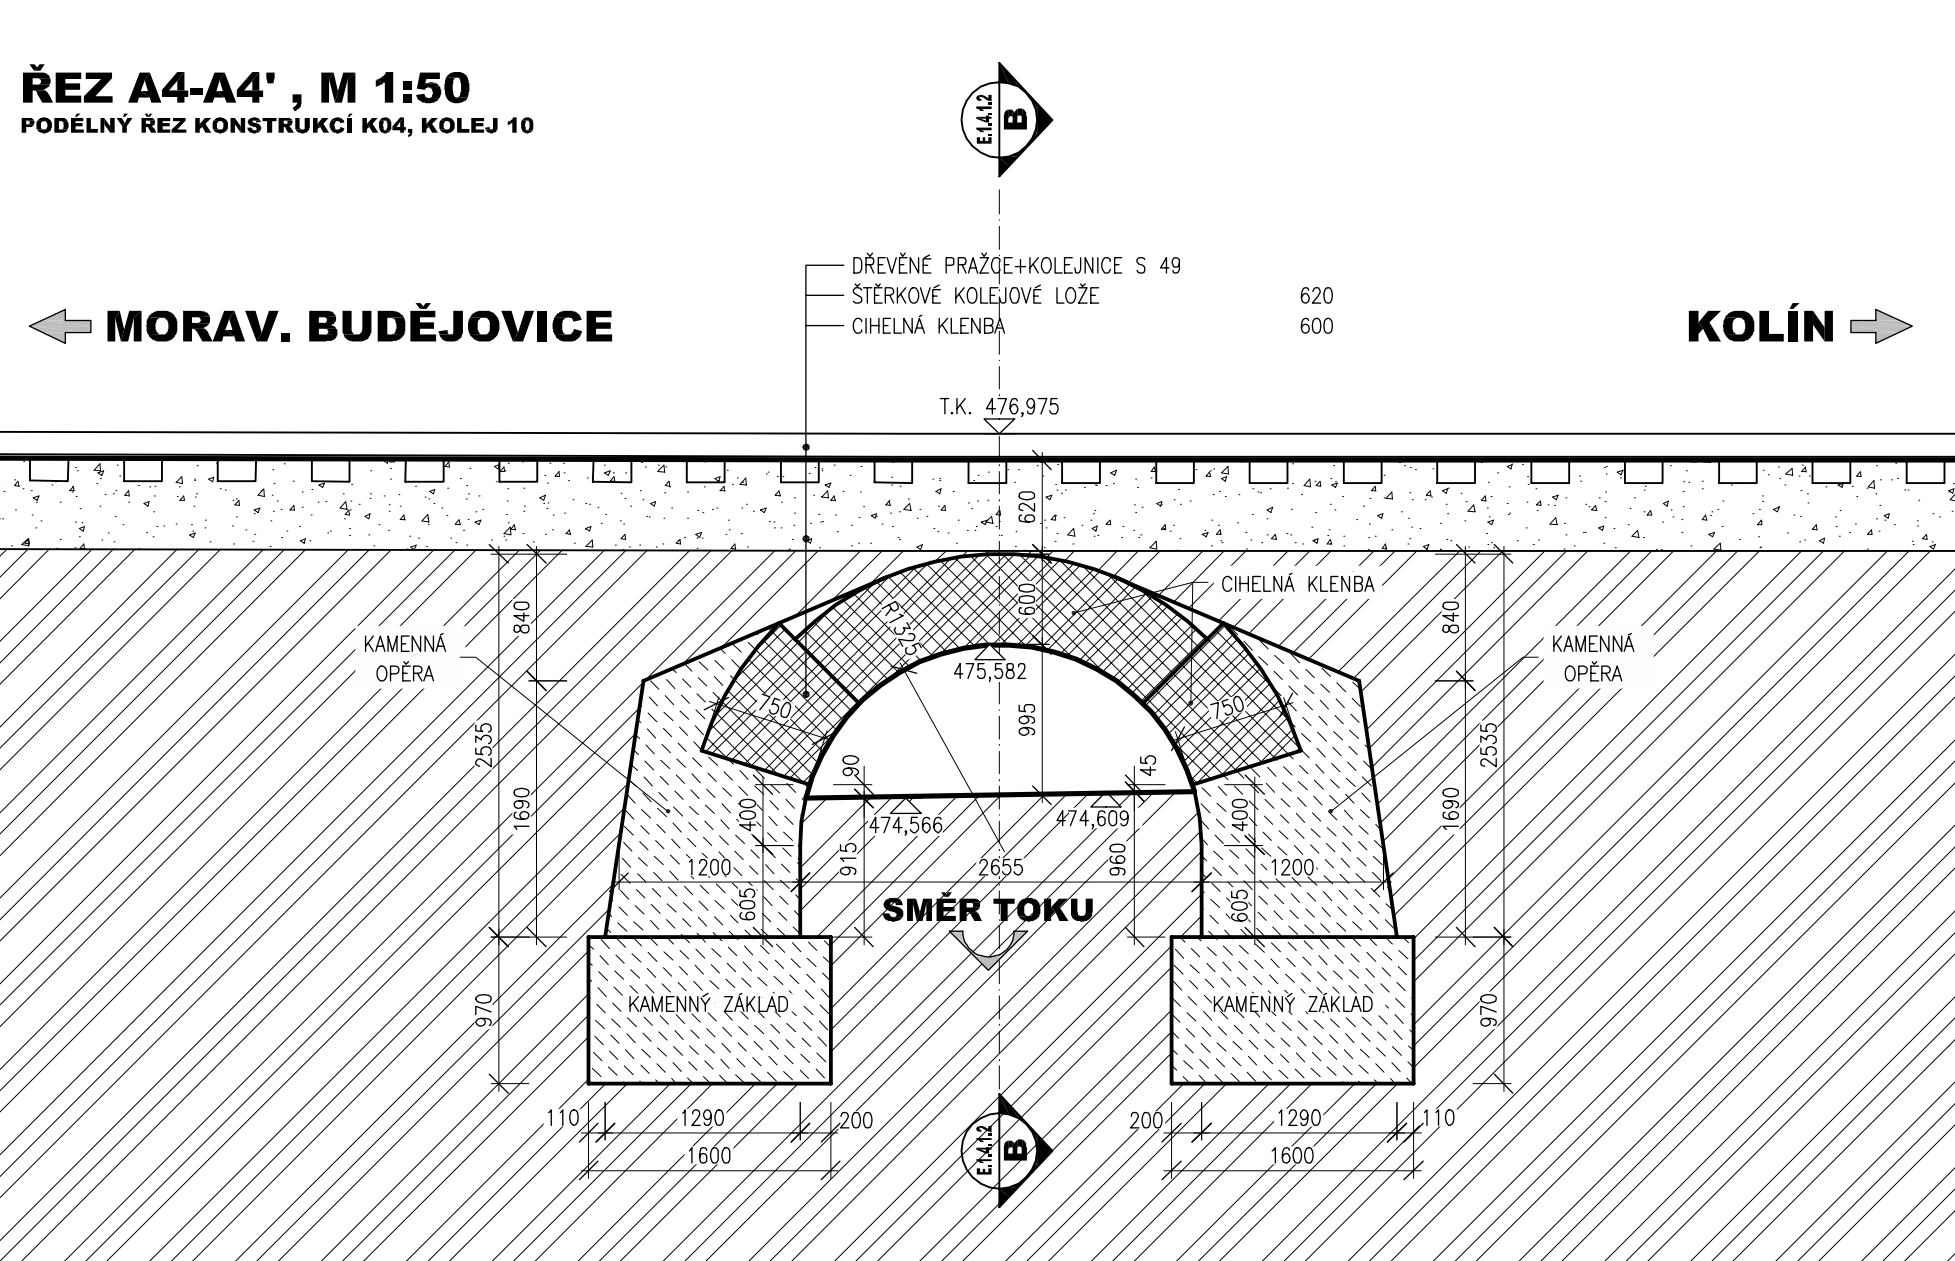 ŘEZ A4-A4' , M 1:50
PODÉLNÝ ŘEZ KONSTRUKCÍ K04, KOLEJ 10
E.1.4.1.2
B
DŘEVĚNÉ PRAŽCE+KOLEJNICE S 49
ŠTĚRKOVÉ KOLEJOVÉ LOŽE 620
CIHELNÁ KLENBA 600
MORAV. BUDĚJOVICE
KOLÍN
T.K. 476,975
620
840
600
CIHELNÁ KLENBA
840
KAMENNÁ
OPĚRA
R1325
KAMENNÁ
OPĚRA
475,582
750
995
750
2535
90
45
2535
1690
400
474,566
474,609
400
1690
1200
915
2655
960
1200
605
SMĚR TOKU
605
970
KAMENNÝ ZÁKLAD
KAMENNÝ ZÁKLAD
970
110
1290
200
200
1290
110
1600
1600
E.1.4.1.2
B